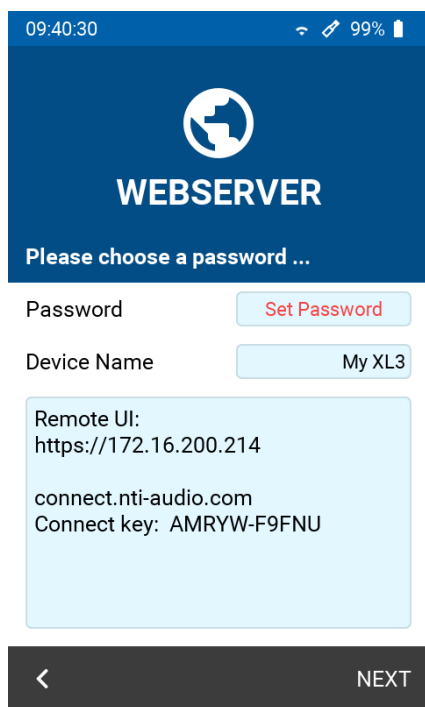 09:40:30 99%
WEBSERVER
Please choose a password ...
Password Set Password
Device Name My XL3
Remote UI:
https://172.16.200.214
connect.nti-audio.com
Connect key: AMRYW-F9FNU
NEXT